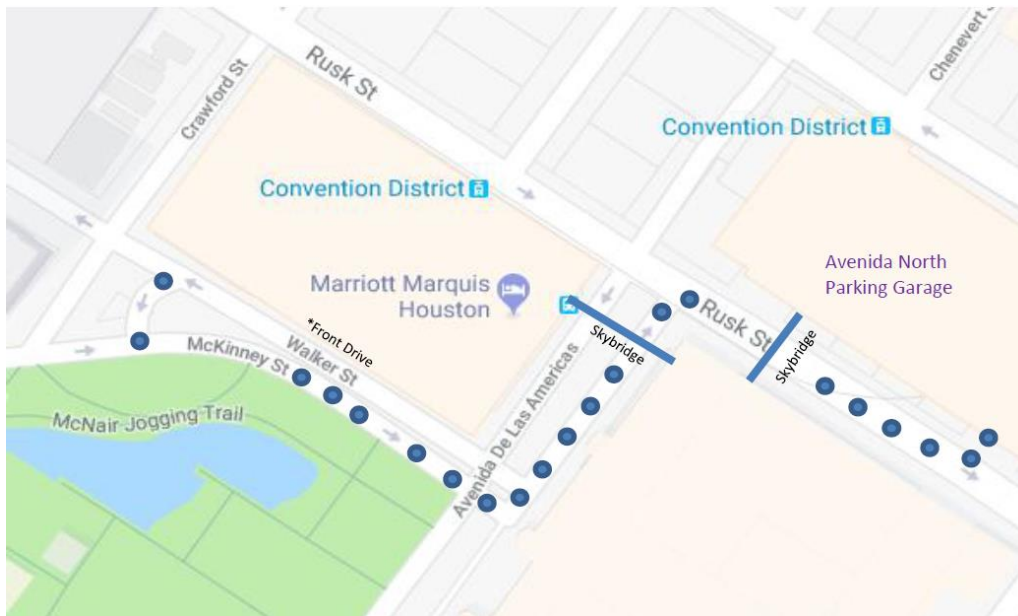 Rusk St
Crawford St
Chenevert
Convention District
Convention District
Marriott Marquis
Houston
Avenida North
Parking Garage
Rusk St
Skybridge
Skybridge
*Front Drive
Walker St
McKinney St
Avenida De Las Americas
McNair Jogging Trail